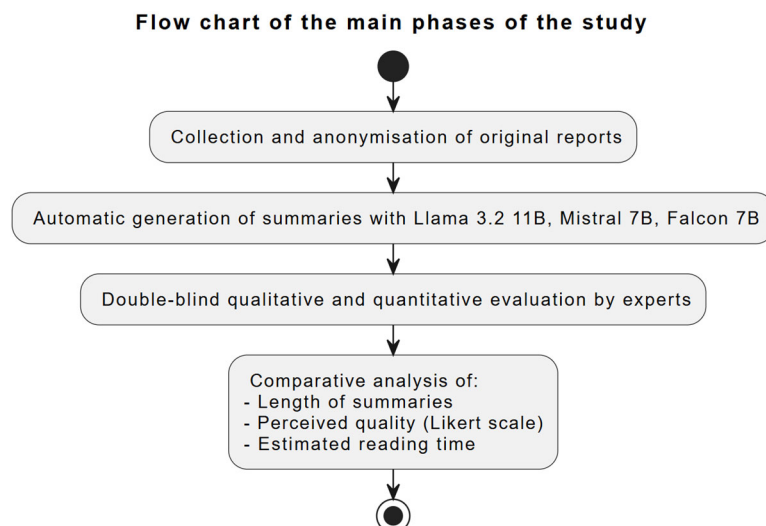 Flow chart of the main phases of the study
Collection and anonymisation of original reports
Automatic generation of summaries with Llama 3.2 11B, Mistral 7B, Falcon 7B
Double-blind qualitative and quantitative evaluation by experts
Comparative analysis of:
- Length of summaries
- Perceived quality (Likert scale)
- Estimated reading time